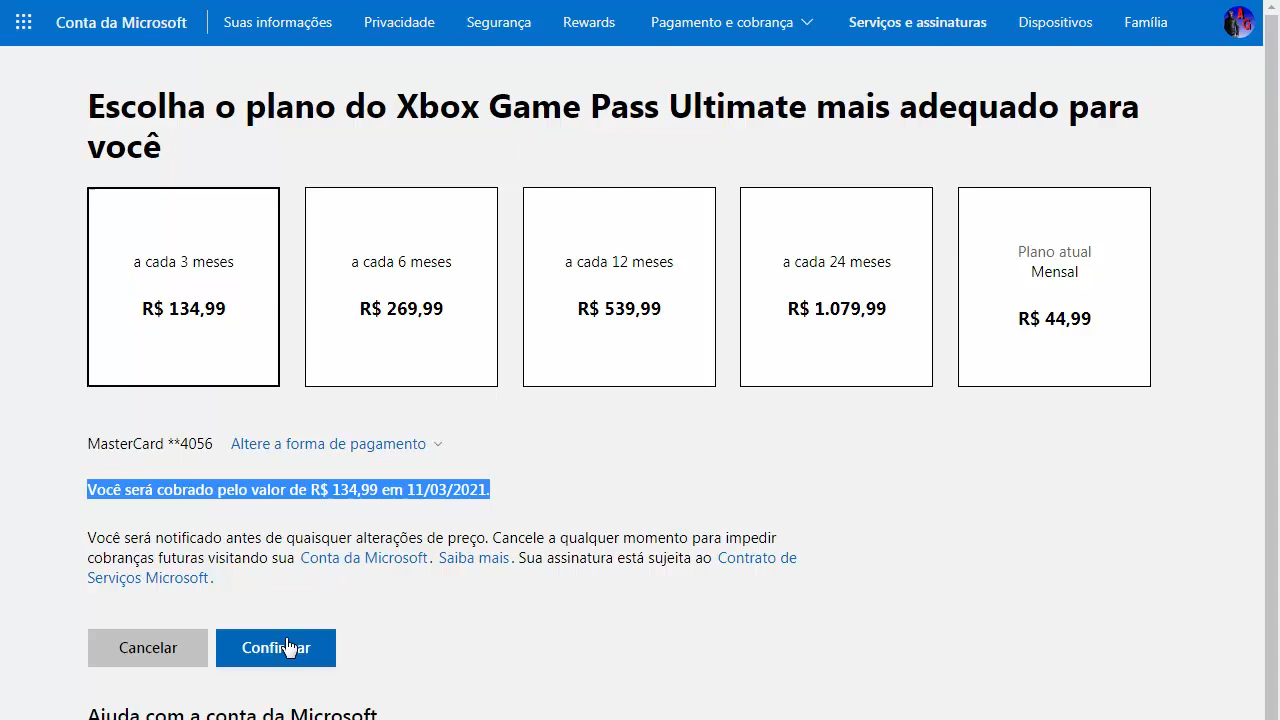 Conta da Microsoft
Suas informações
Privacidade
Segurança
Rewards
Pagamento e cobrança
Serviços e assinaturas
Dispositivos
Família
Escolha o plano do Xbox Game Pass Ultimate mais adequado para
você
a cada 3 meses
R$ 134,99
a cada 6 meses
R$ 269,99
a cada 12 meses
R$ 539,99
a cada 24 meses
R$ 1.079,99
Plano atual
Mensal
R$ 44,99
MasterCard **4056 Altere a forma de pagamento
Você será cobrado pelo valor de R$ 134,99 em 11/03/2021.
Você será notificado antes de quaisquer alterações de preço. Cancele a qualquer momento para impedir
cobranças futuras visitando sua Conta da Microsoft. Saiba mais. Sua assinatura está sujeita ao Contrato de
Serviços Microsoft.
Cancelar
Confirmar
Ajuda com a conta da Microsoft